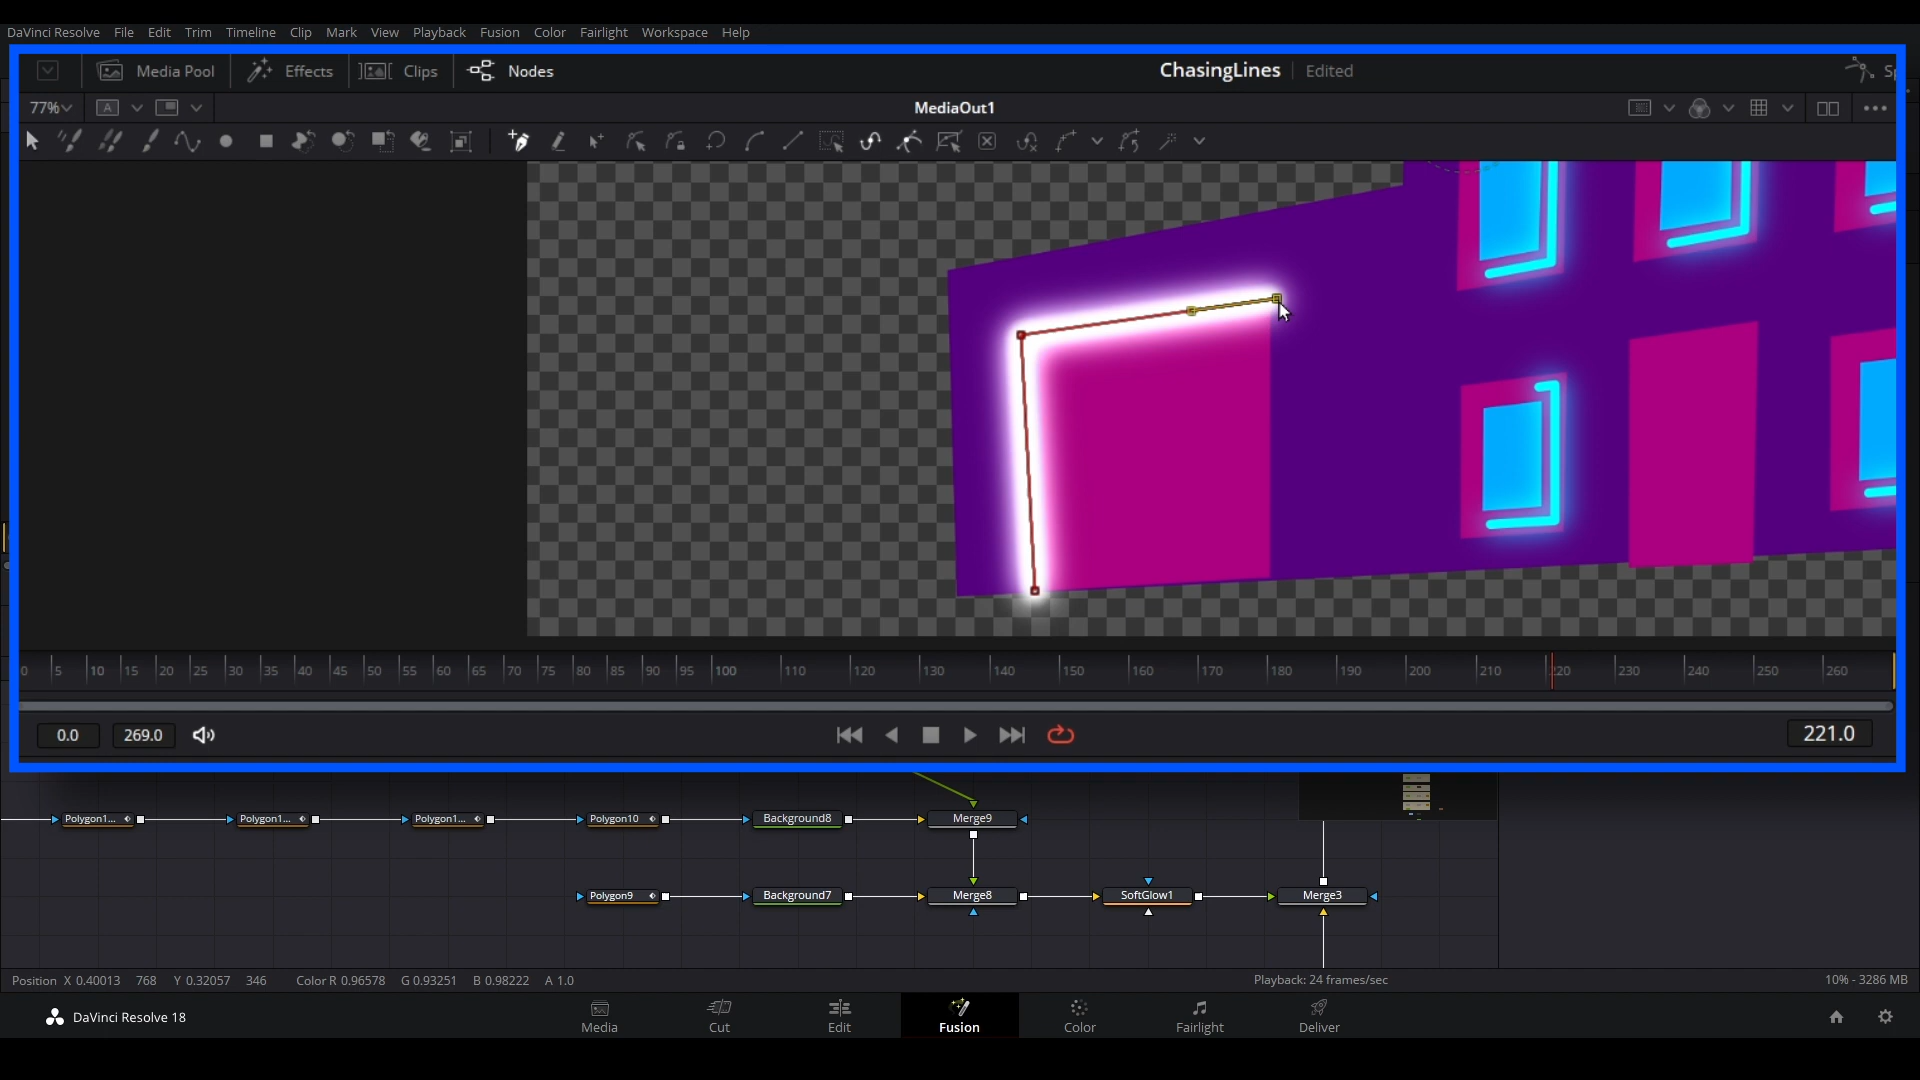 DaVinci Resolve File Edit Trim Timeline Clip Mark View Playback Fusion Color Fairlight Workspace Help
Media Pool Effects Clips Nodes ChasingLines Edited Sp
77% A MediaOut1
0 5 10 15 20 25 30 35 40 45 50 55 60 65 70 75 80 85 90 95 100 110 120 130 140 150 160 170 180 190 200 210 220 230 240 250 260
0.0 269.0 221.0
Polygon1... Polygon1... Polygon1... Polygon10 Background8 Merge9
Polygon9 Background7 Merge8 SoftGlow1 Merge3
Position X 0.40013 768 Y 0.32057 346 Color R 0.96578 G 0.93251 B 0.98222 A 1.0 Playback: 24 frames/sec 10% - 3286 MB
DaVinci Resolve 18 Media Cut Edit Fusion Color Fairlight Deliver